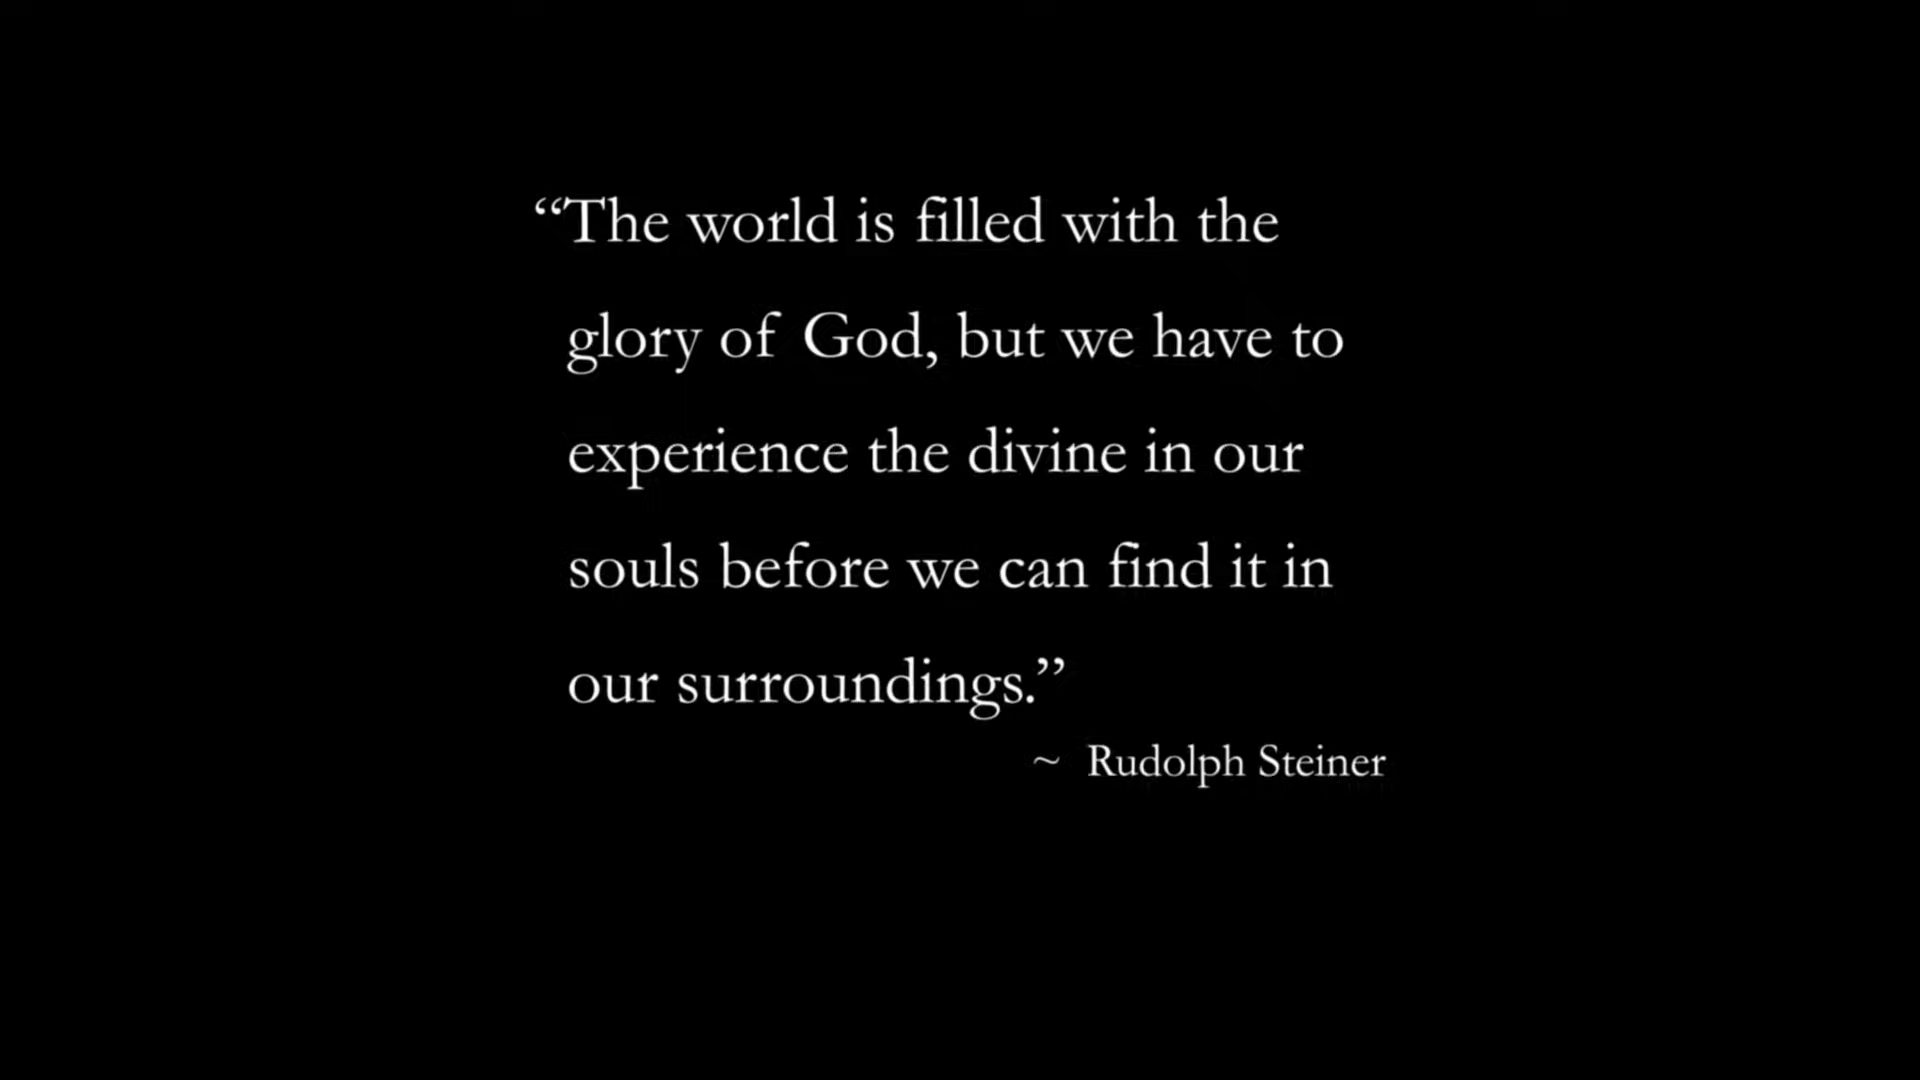 “The world is filled with the
glory of God, but we have to
experience the divine in our
souls before we can find it in
our surroundings.”
~ Rudolph Steiner